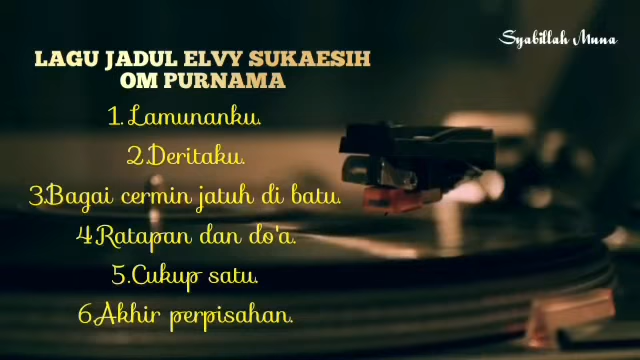 Syabillah Muna
LAGU JADUL ELVY SUKAESIH
OM PURNAMA
1. Lamunanku.
2.Deritaku.
3.Bagai cermin jatuh di batu.
4.Ratapan dan do'a.
5.Cukup satu.
6.Akhir perpisahan.